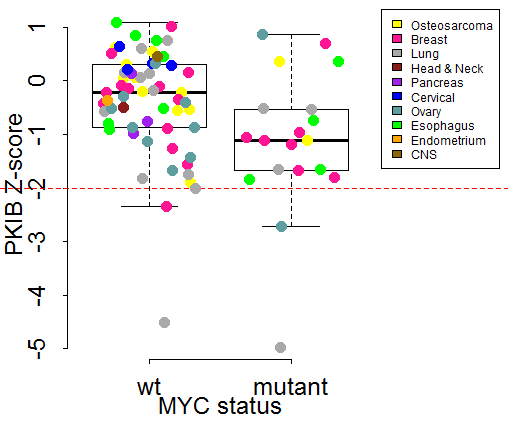 PKIB Z-score
1
0
-1
-2
-3
-4
-5
wt mutant
MYC status
Osteosarcoma
Breast
Lung
Head & Neck
Pancreas
Cervical
Ovary
Esophagus
Endometrium
CNS